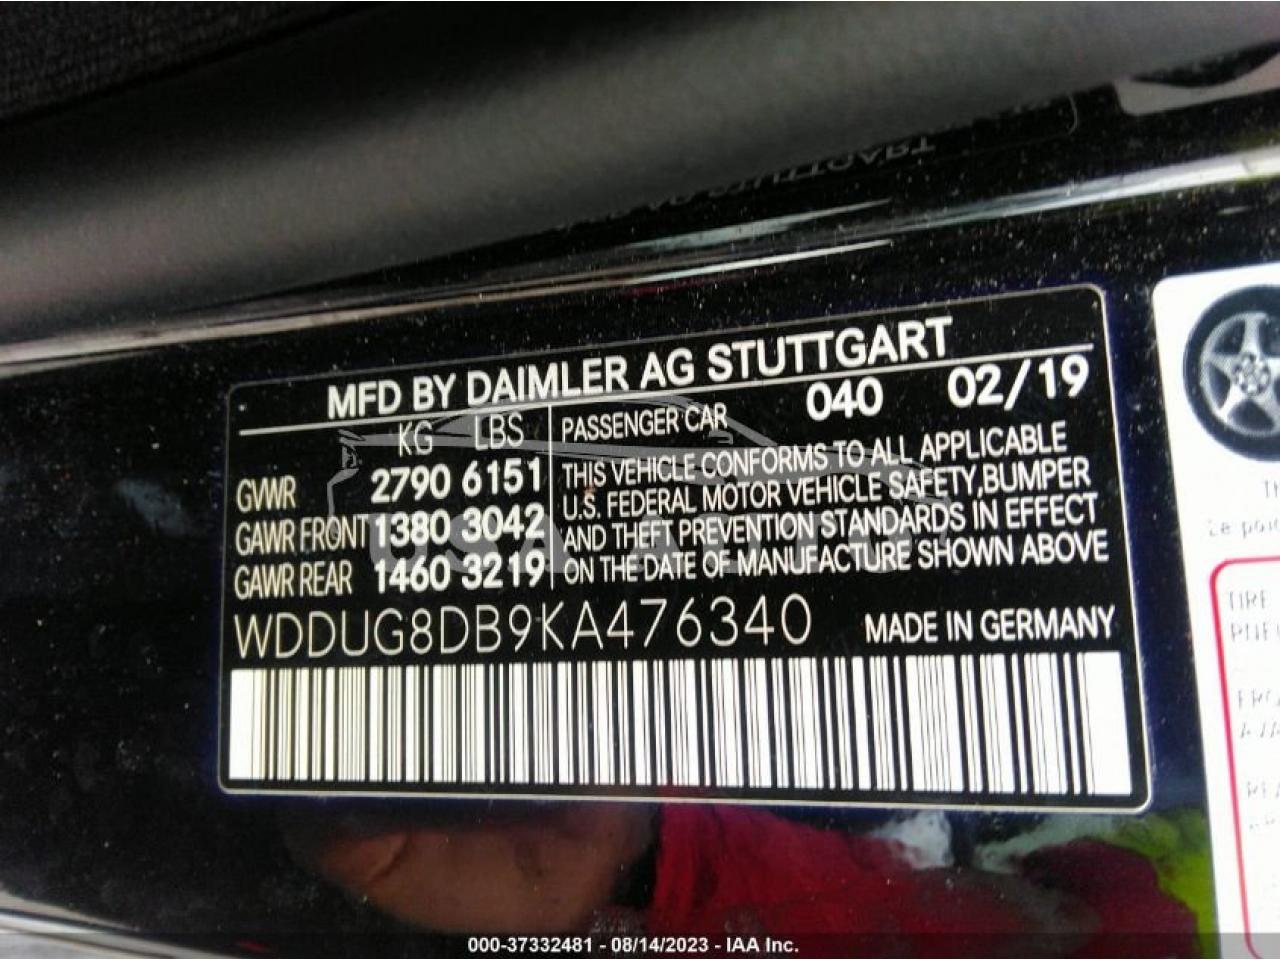 MFD BY DAIMLER AG STUTTGART
KG LBS
PASSENGER CAR 040 02/19
GVWR 2790 6151
GAWR FRONT 1380 3042
GAWR REAR 1460 3219
THIS VEHICLE CONFORMS TO ALL APPLICABLE
U.S. FEDERAL MOTOR VEHICLE SAFETY,BUMPER
AND THEFT PREVENTION STANDARDS IN EFFECT
ON THE DATE OF MANUFACTURE SHOWN ABOVE
WDDUG8DB9KA476340 MADE IN GERMANY
TIRE
000-37332481 - 08/14/2023 - IAA Inc.